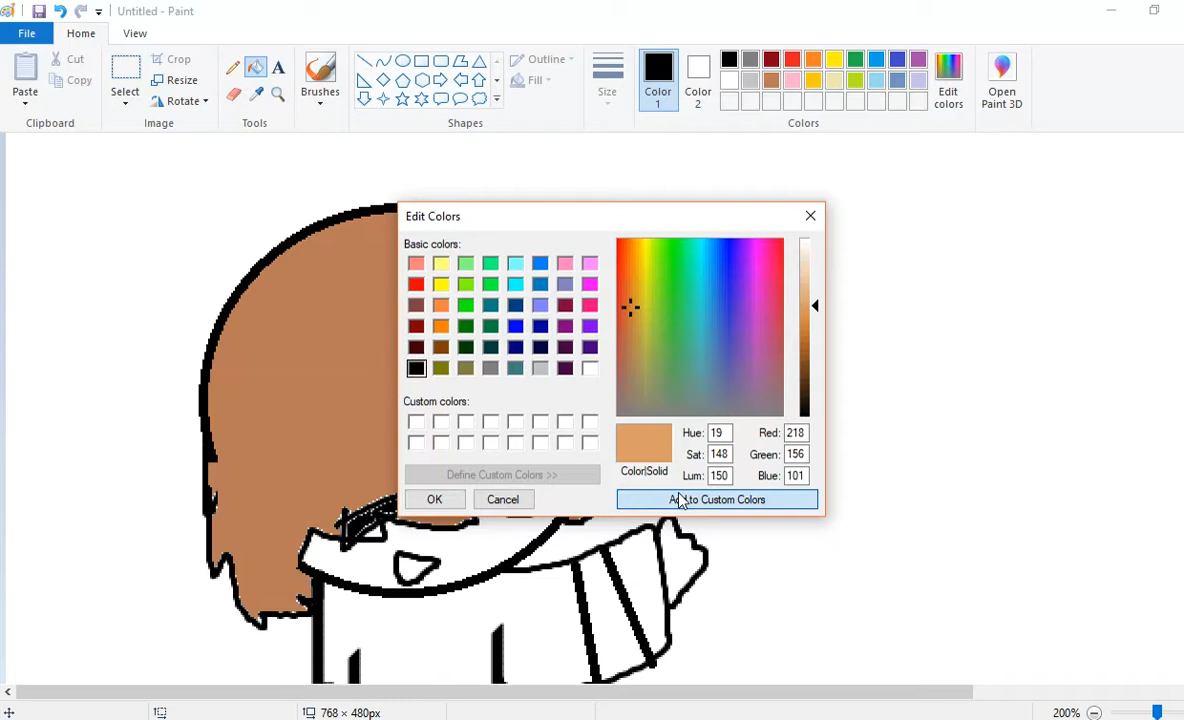 Untitled - Paint
File Home View
Paste Cut Copy
Select Crop Resize Rotate
A
Brushes
Outline Fill
Size
Color 1
Color 2
Edit colors
Open Paint 3D
Clipboard Image Tools Shapes Colors
Edit Colors
Basic colors:
Custom colors:
Hue: 19 Red: 218
Sat: 148 Green: 156
Color|Solid Lum: 150 Blue: 101
Define Custom Colors >>
OK Cancel Add to Custom Colors
768 × 480px 200%